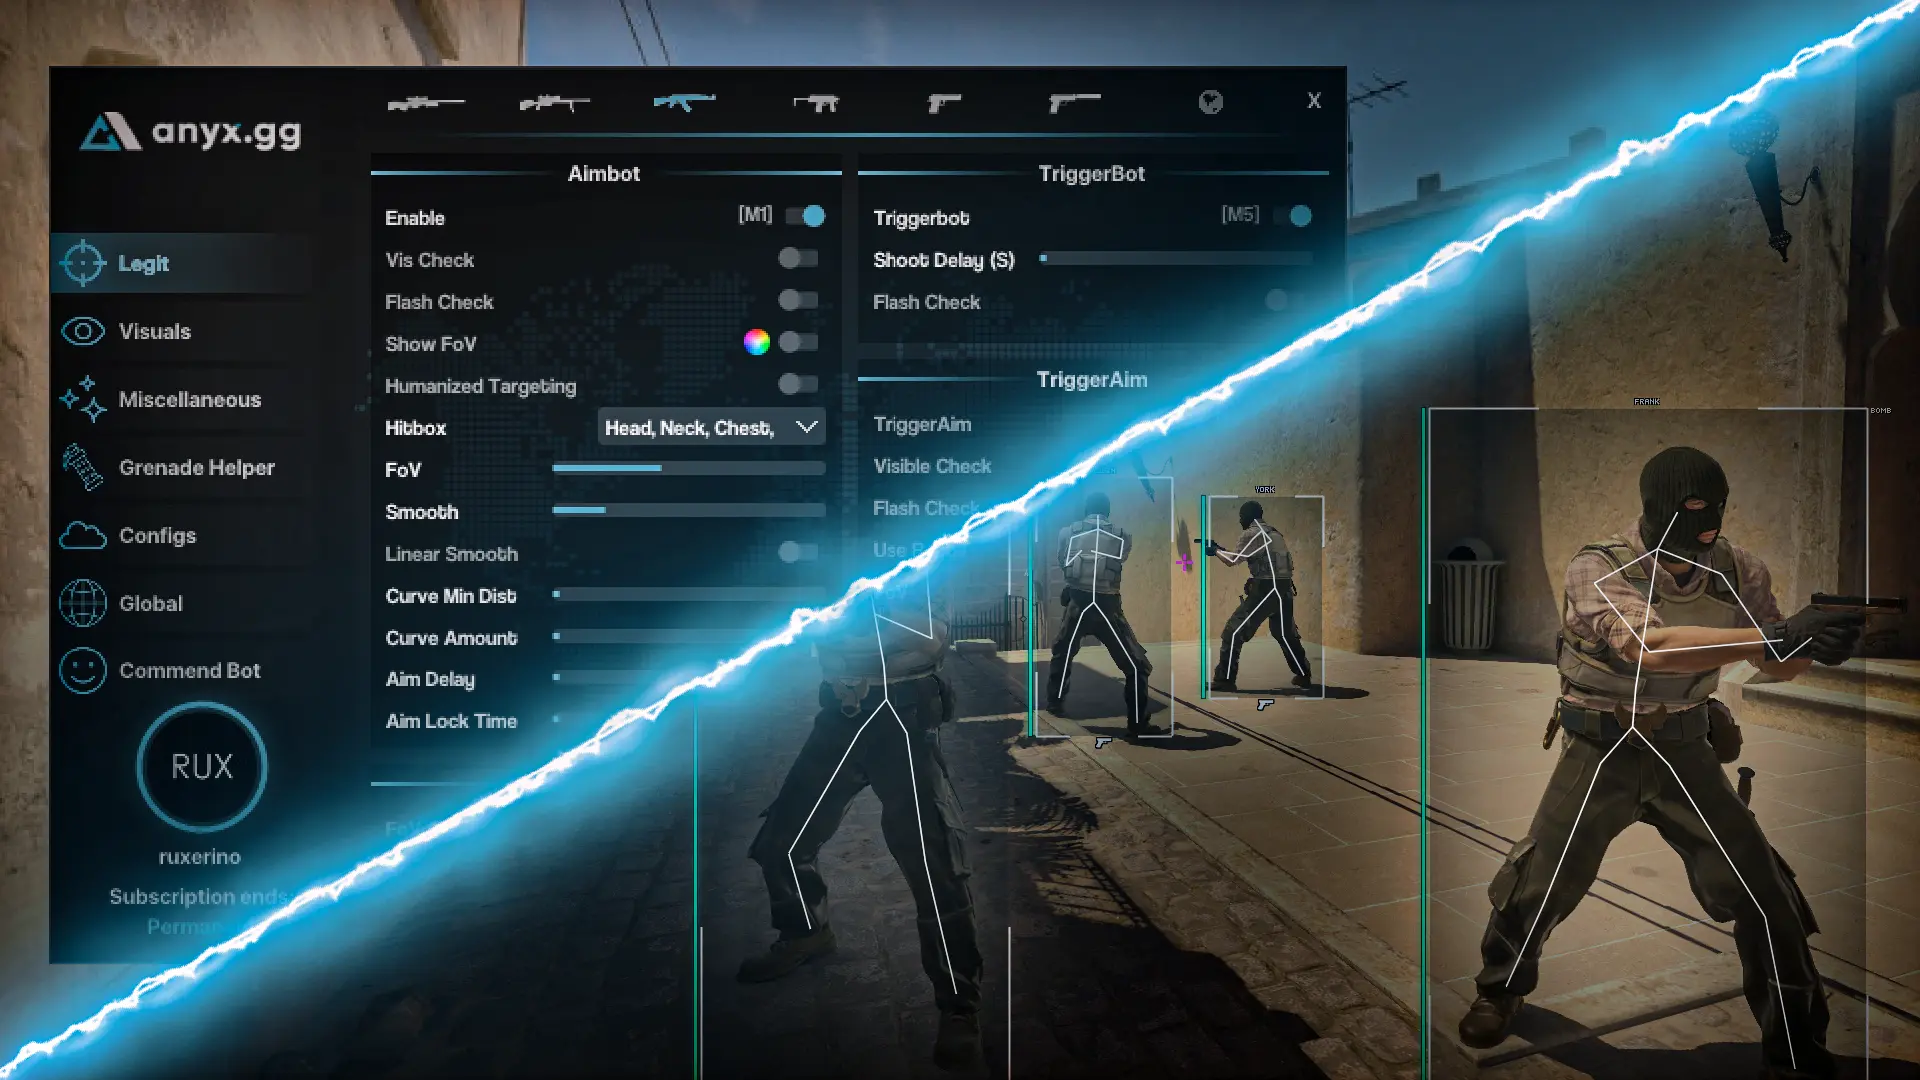 anyx.gg
X
Legit
Visuals
Miscellaneous
Grenade Helper
Configs
Global
Commend Bot
RUX
ruxerino
Subscription ends
Aimbot
Enable [M1]
Vis Check
Flash Check
Show FoV
Humanized Targeting
Hitbox Head, Neck, Chest,
FoV
Smooth
Linear Smooth
Curve Min Dist
Curve Amount
Aim Delay
Aim Lock Time
TriggerBot
Triggerbot [M5]
Shoot Delay (S)
Flash Check
TriggerAim
TriggerAim
Visible Check
Flash Check
Use
FRANK
BOMB
YORK